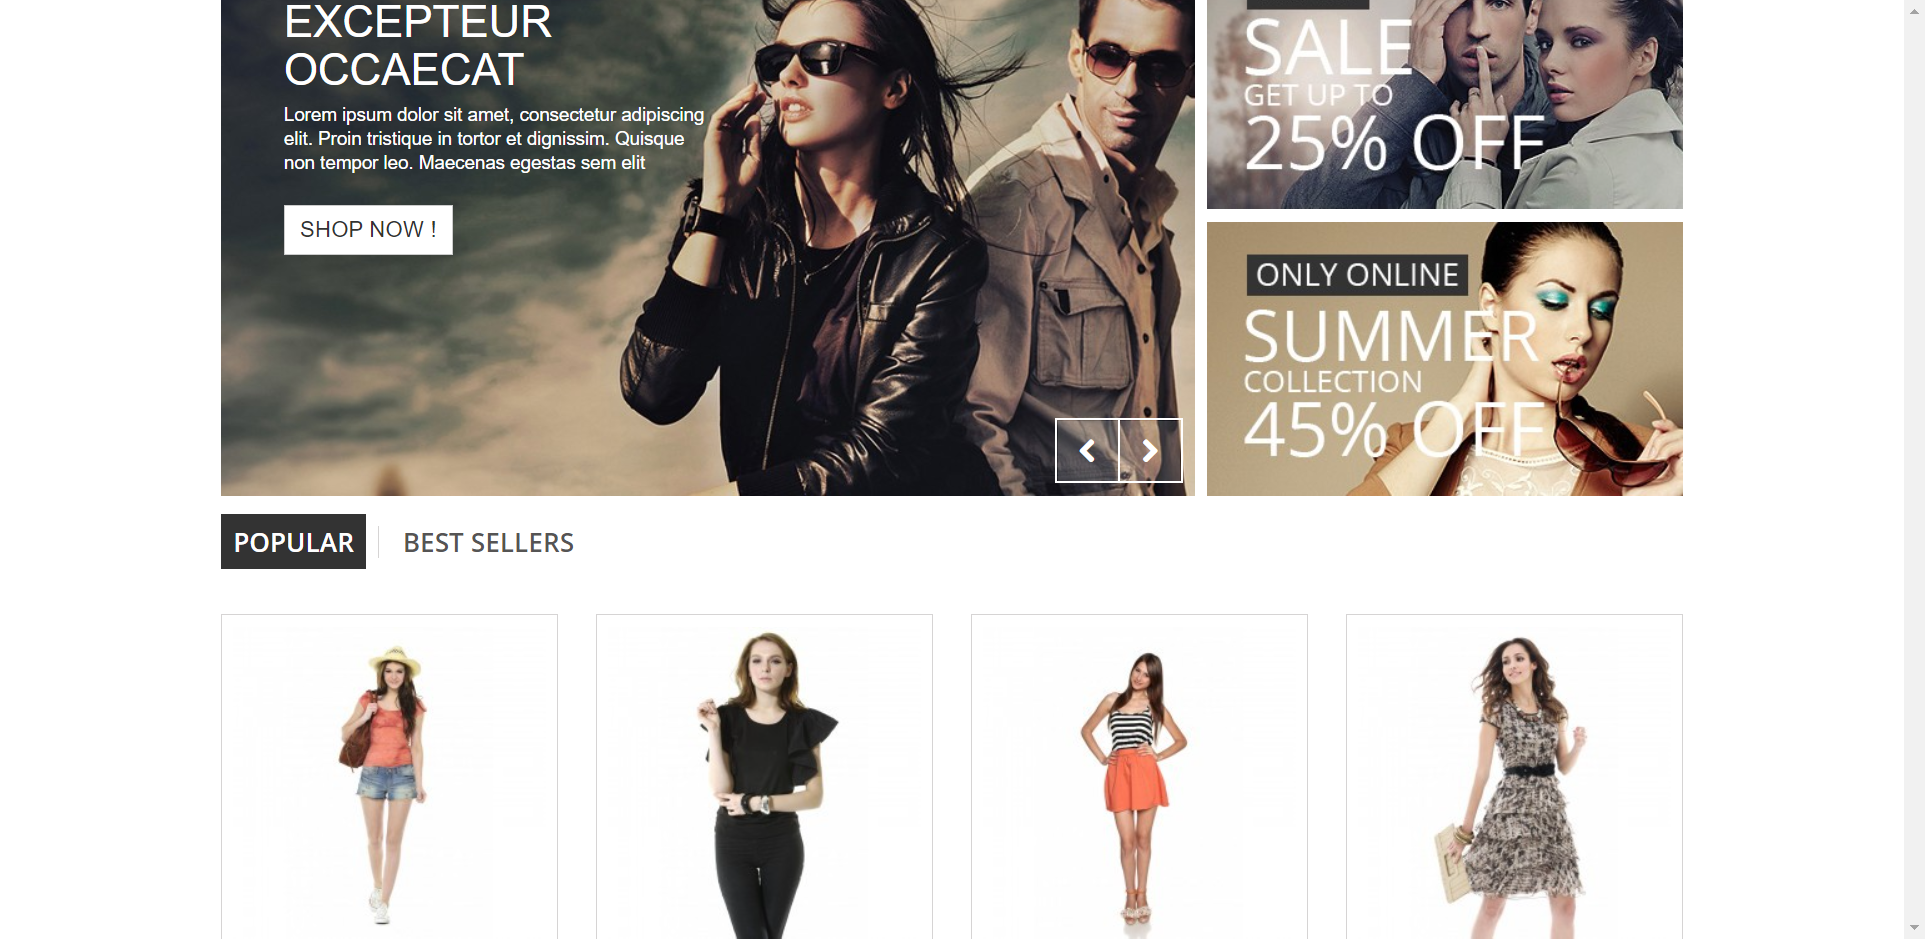 EXCEPTEUR
OCCAECAT
Lorem ipsum dolor sit amet, consectetur adipiscing
elit. Proin tristique in tortor et dignissim. Quisque
non tempor leo. Maecenas egestas sem elit
SHOP NOW !
SALE
GET UP TO
25% OFF
ONLY ONLINE
SUMMER
COLLECTION
45% OFF
POPULAR
BEST SELLERS